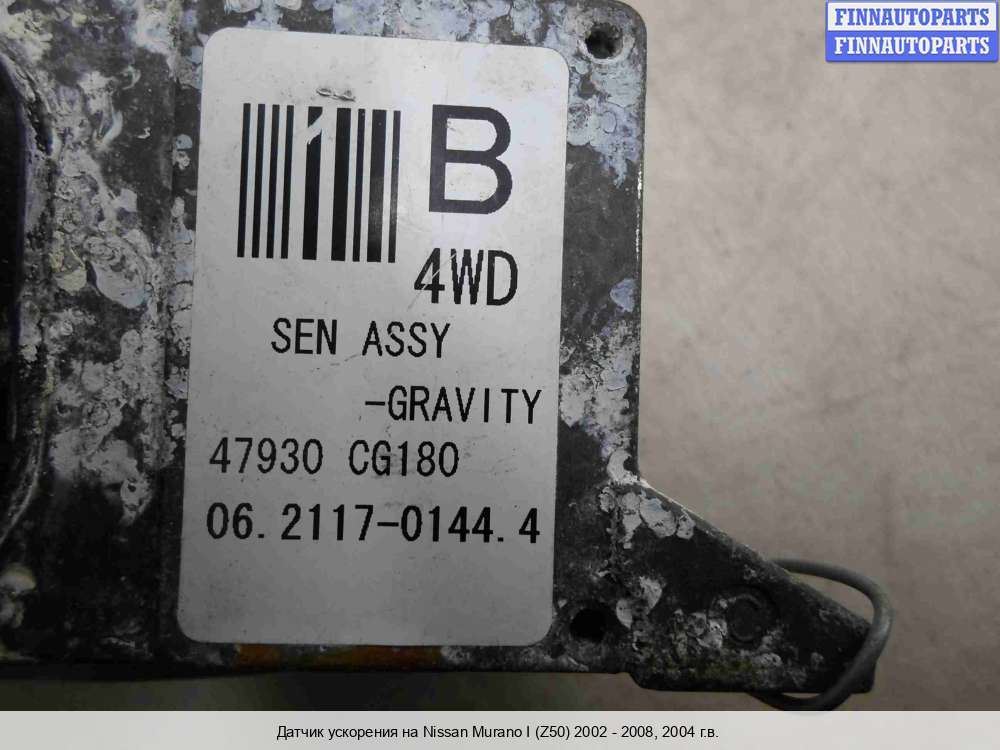 FINNAUTOPARTS
FINNAUTOPARTS
B
4WD
SEN ASSY
-GRAVITY
47930 CG180
06.2117-0144.4
Датчик ускорения на Nissan Murano I (Z50) 2002 - 2008, 2004 г.в.